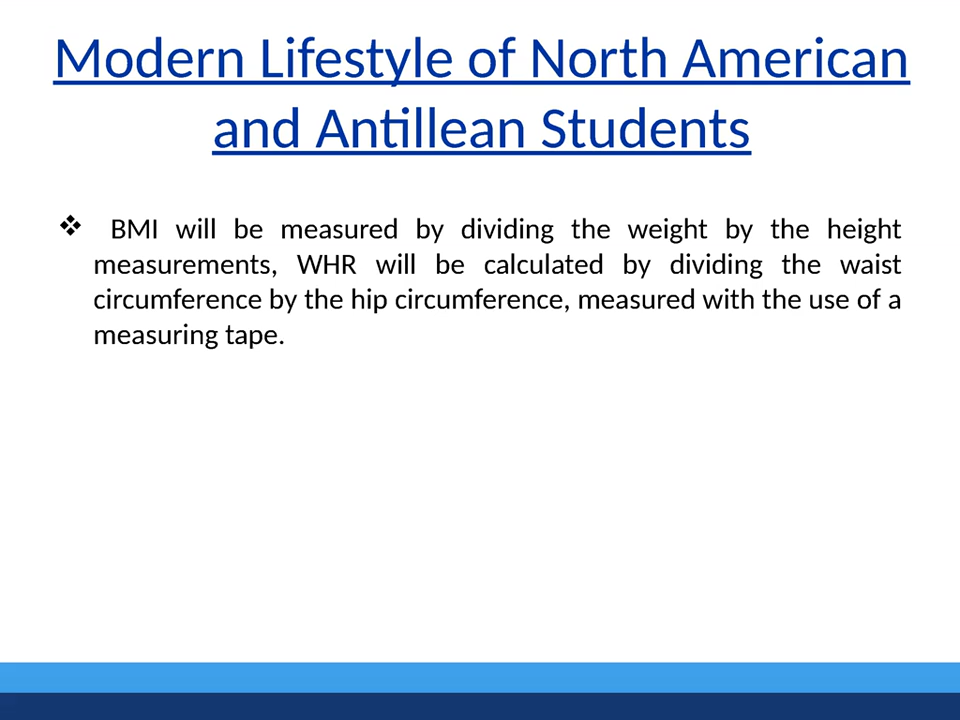 Modern Lifestyle of North American
and Antillean Students
❖ BMI will be measured by dividing the weight by the height
measurements, WHR will be calculated by dividing the waist
circumference by the hip circumference, measured with the use of a
measuring tape.